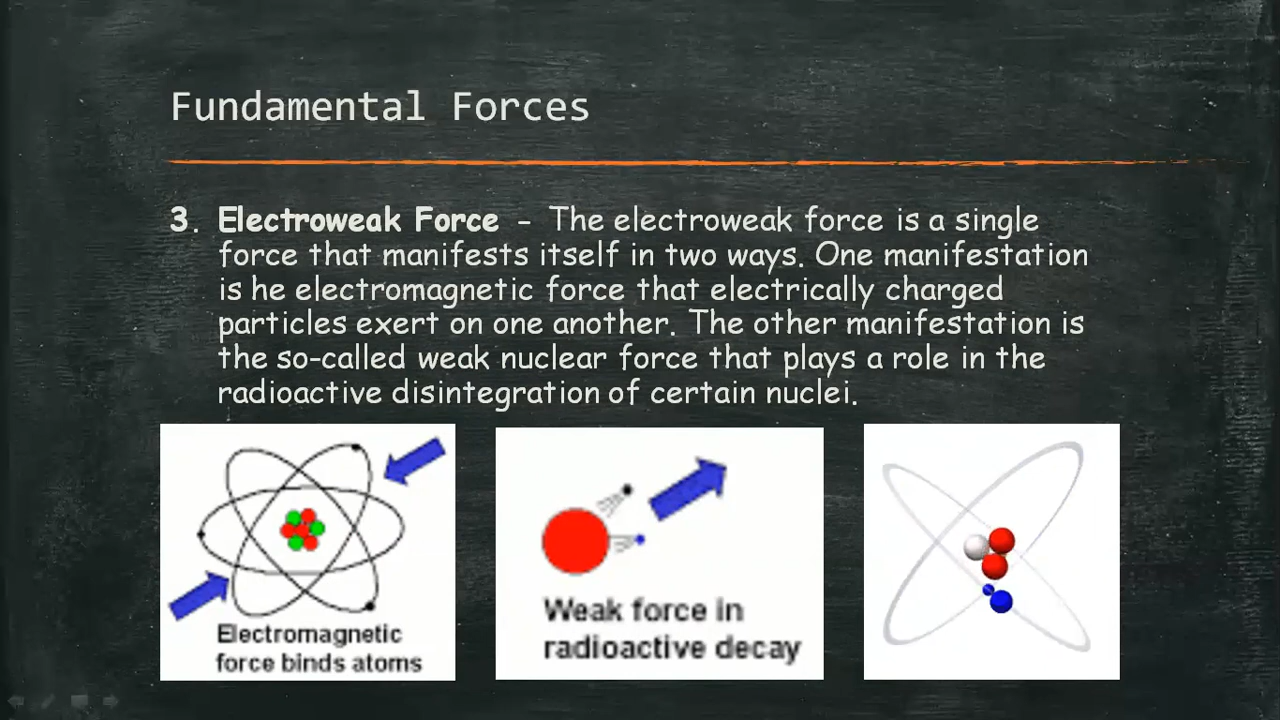 Fundamental Forces
3. Electroweak Force - The electroweak force is a single
force that manifests itself in two ways. One manifestation
is he electromagnetic force that electrically charged
particles exert on one another. The other manifestation is
the so-called weak nuclear force that plays a role in the
radioactive disintegration of certain nuclei.
Electromagnetic
force binds atoms
Weak force in
radioactive decay